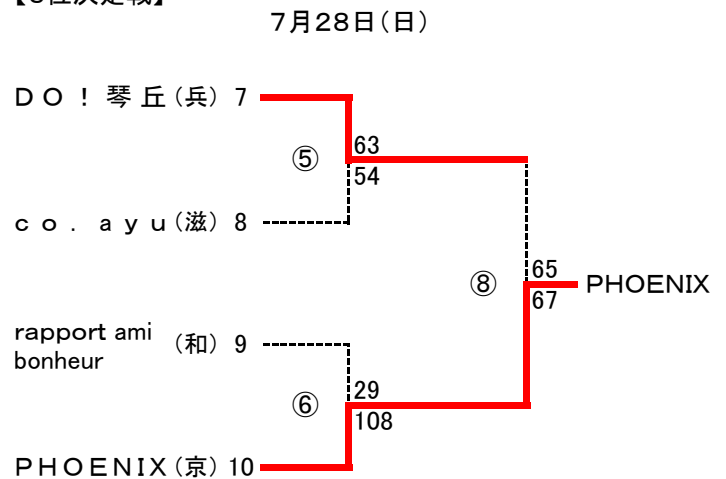 7月28日(日)
DO!琴丘(兵) 7
⑤
63
54
co.ayu(滋) 8
⑧
65
67
PHOENIX
rapport ami
bonheur
(和) 9
⑥
29
108
PHOENIX(京) 10